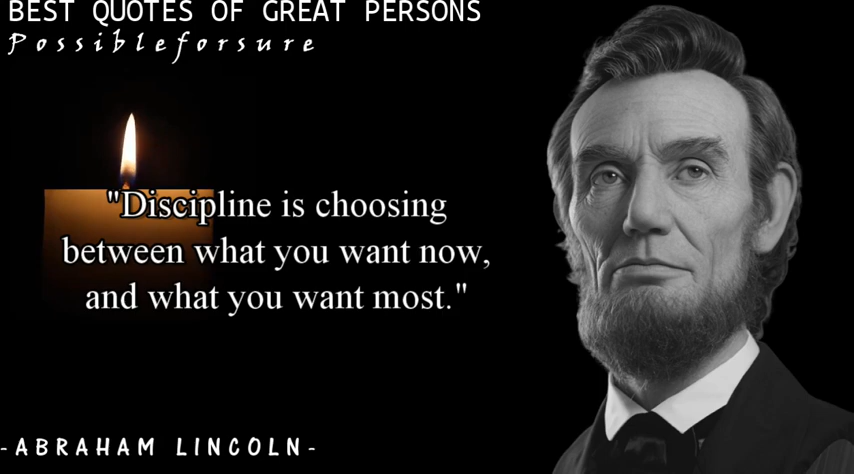 BEST QUOTES OF GREAT PERSONS
Possibleforsure
"Discipline is choosing
between what you want now,
and what you want most."
-ABRAHAM LINCOLN-